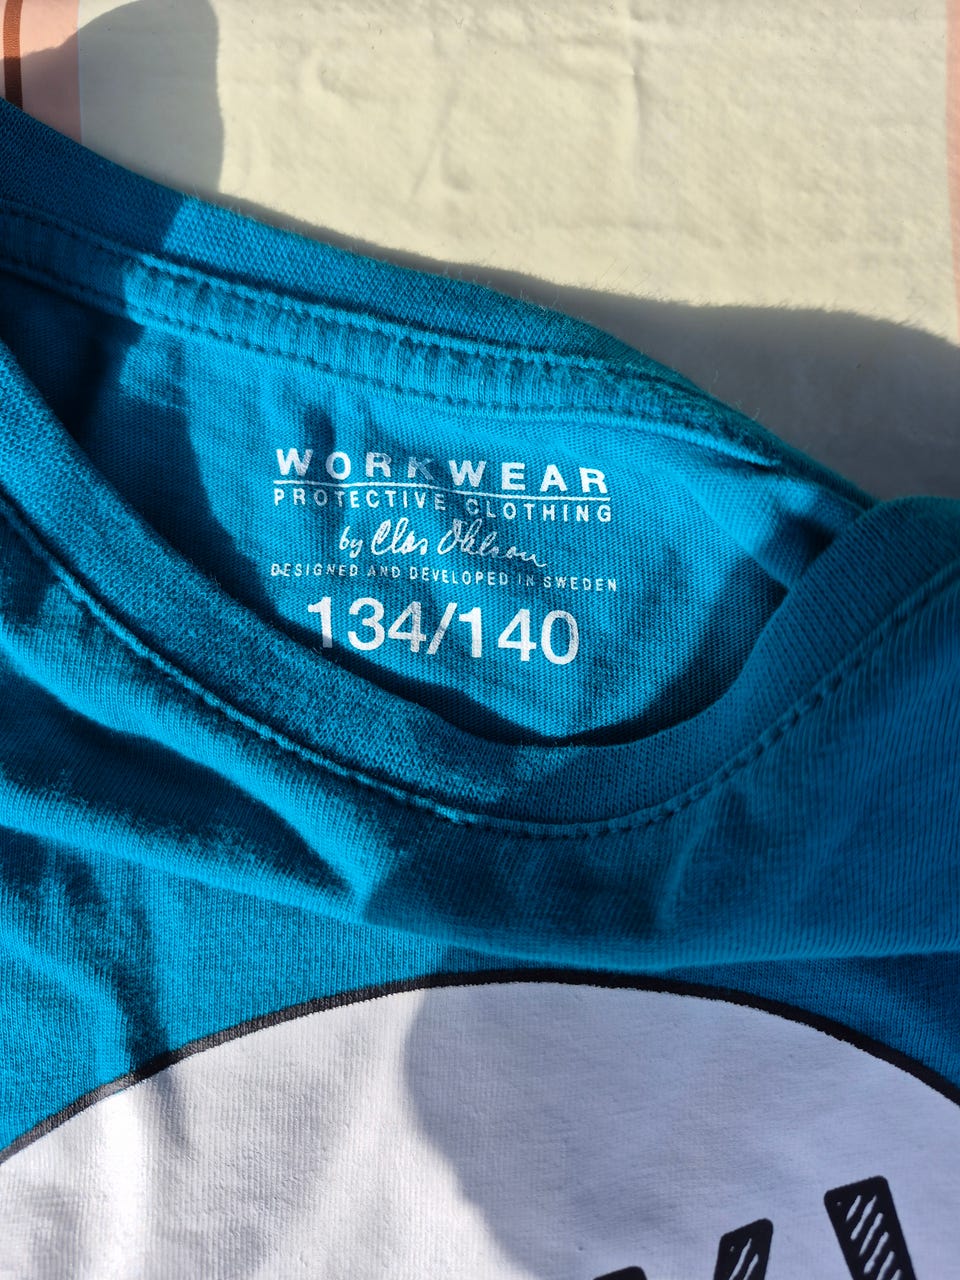 WORKWEAR
PROTECTIVE CLOTHING
by Clas Ohlson
DESIGNED AND DEVELOPED IN SWEDEN
134/140